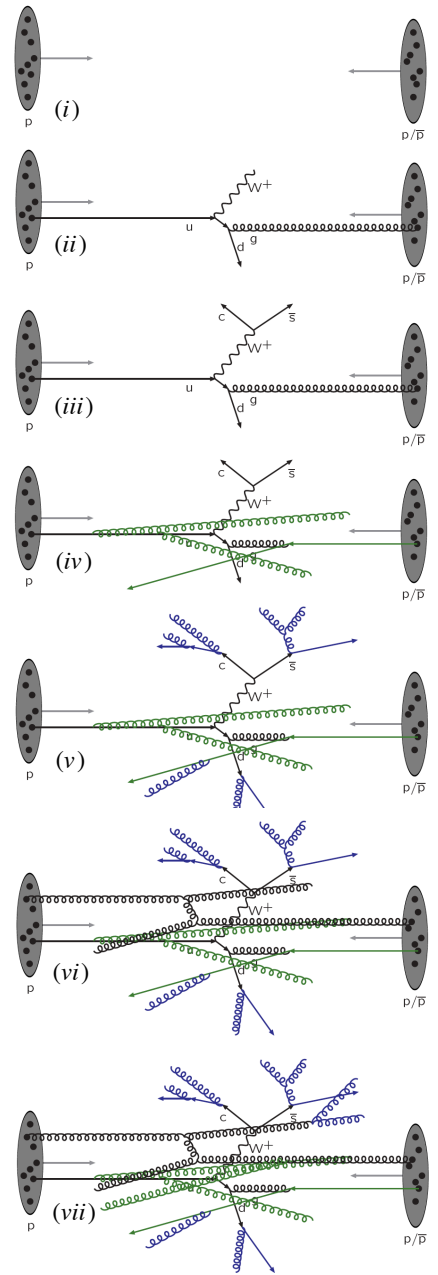 p
(i)
p/p̅
W+
u
d
g
p
(ii)
p/p̅
c
s̅
W+
u
d
g
p
(iii)
p/p̅
c
s̅
W+
d
g
p
(iv)
p/p̅
c
s̅
W+
d
g
p
(v)
p/p̅
c
s̅
W+
d
g
p
(vi)
p/p̅
c
s̅
W+
d
g
p
(vii)
p/p̅